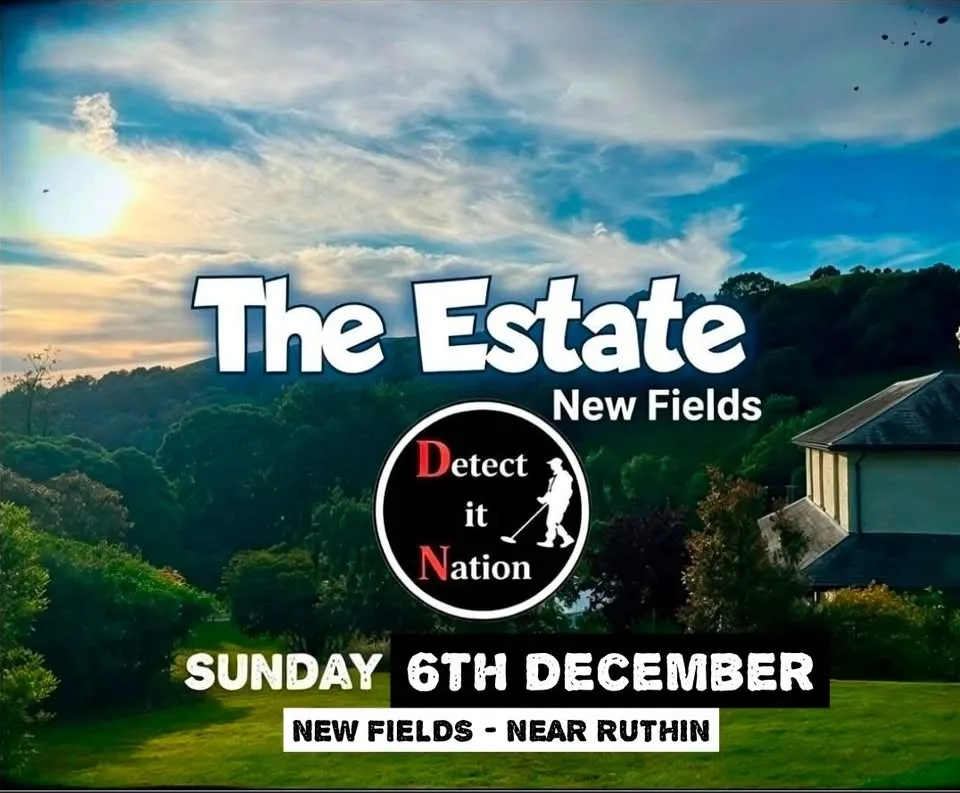 The Estate
New Fields
Detect
it
Nation
SUNDAY 6TH DECEMBER
NEW FIELDS - NEAR RUTHIN